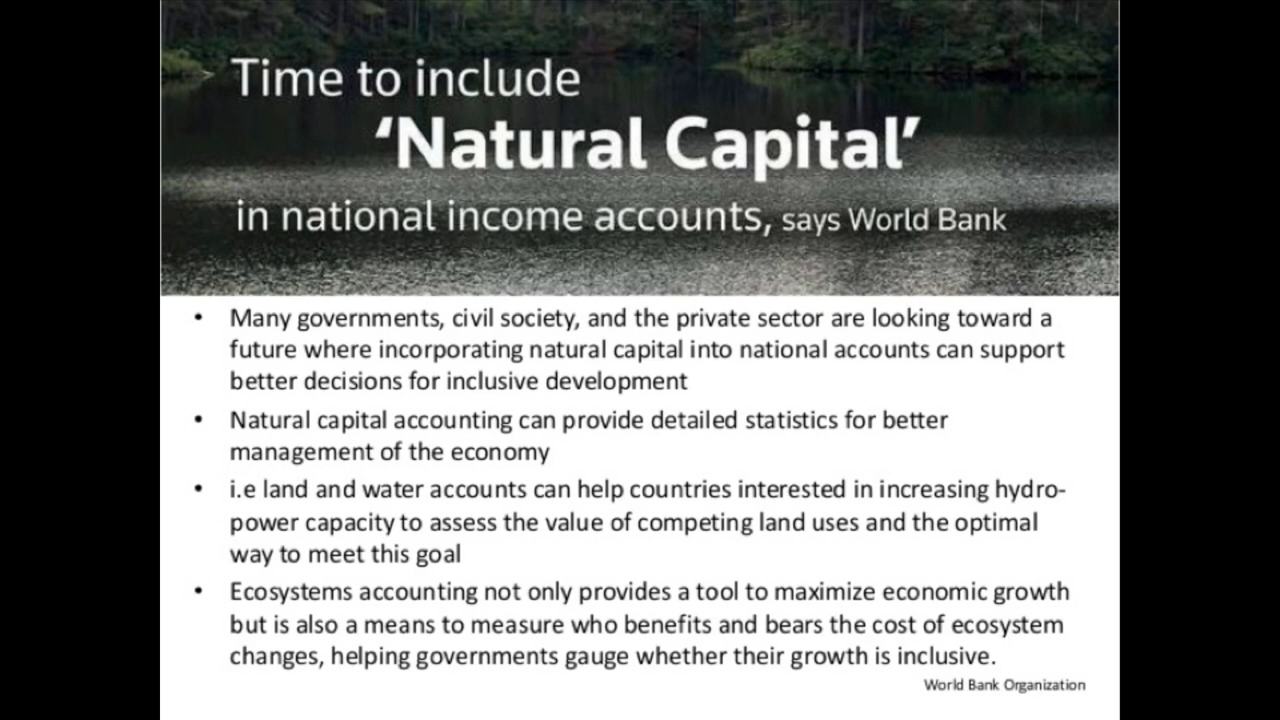 Time to include
‘Natural Capital’
in national income accounts, says World Bank
• Many governments, civil society, and the private sector are looking toward a
future where incorporating natural capital into national accounts can support
better decisions for inclusive development
• Natural capital accounting can provide detailed statistics for better
management of the economy
• i.e land and water accounts can help countries interested in increasing hydro-
power capacity to assess the value of competing land uses and the optimal
way to meet this goal
• Ecosystems accounting not only provides a tool to maximize economic growth
but is also a means to measure who benefits and bears the cost of ecosystem
changes, helping governments gauge whether their growth is inclusive.
World Bank Organization